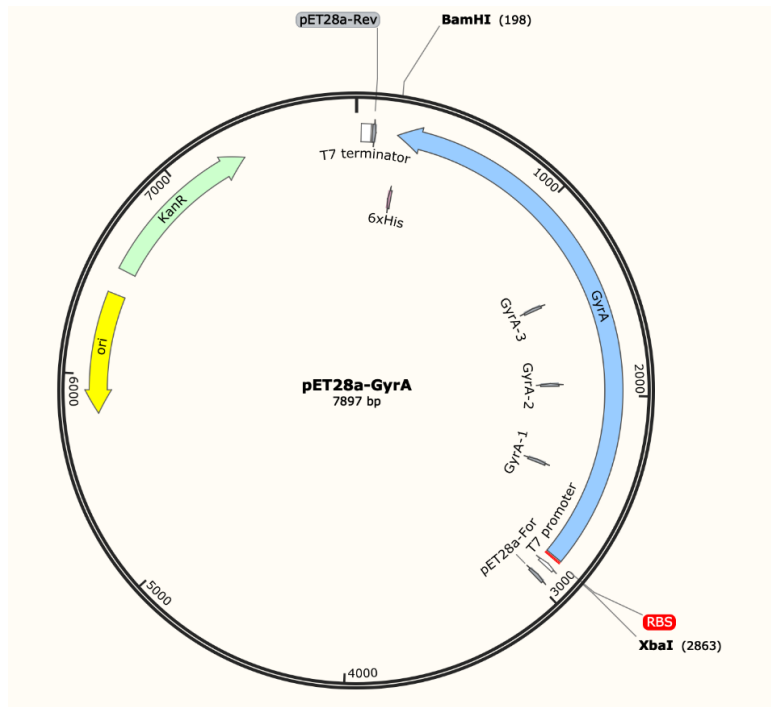 pET28a-Rev
BamHI (198)
T7 terminator
6xHis
1000
7000
KanR
GyrA
GyrA-3
ori
6000
pET28a-GyrA
7897 bp
GyrA-2
2000
GyrA-1
T7 promoter
pET28a-For
3000
5000
RBS
XbaI (2863)
4000